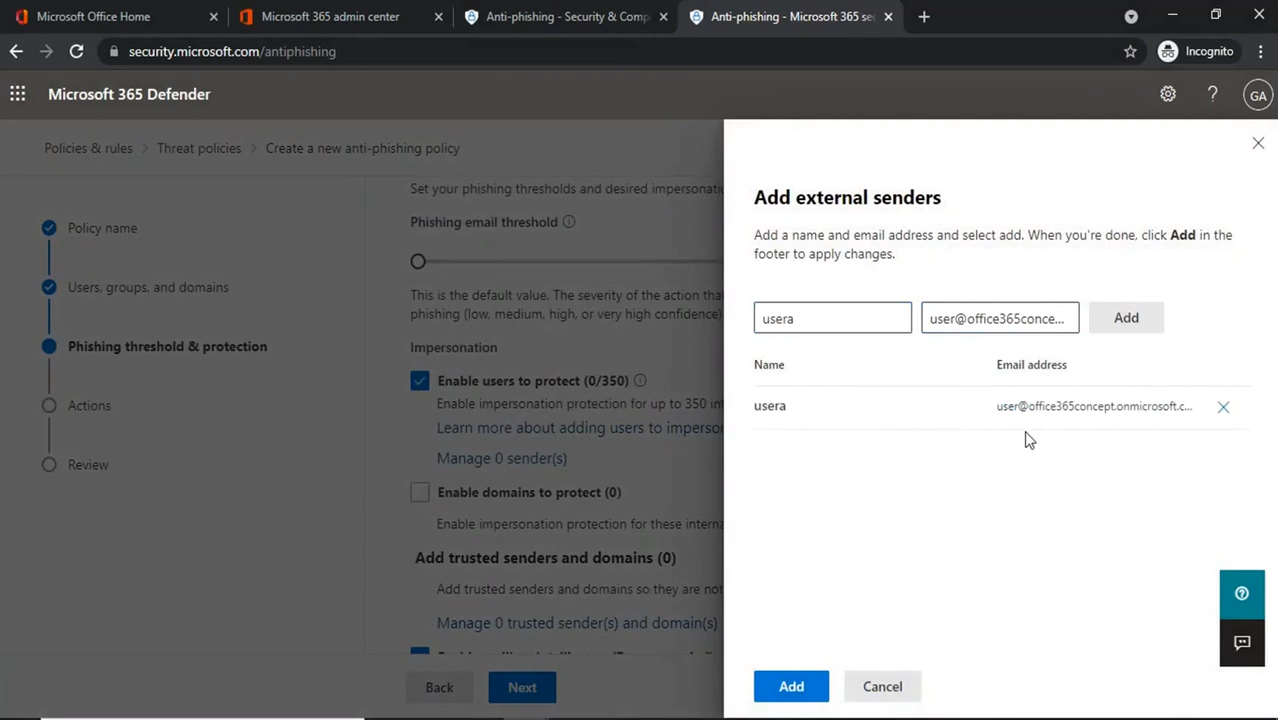 Microsoft Office Home
Microsoft 365 admin center
Anti-phishing - Security & Comp
Anti-phishing - Microsoft 365 sec
security.microsoft.com/antiphishing
Incognito
Microsoft 365 Defender
GA
Policies & rules
Threat policies
Create a new anti-phishing policy
Policy name
Users, groups, and domains
Phishing threshold & protection
Actions
Review
Set your phishing thresholds and desired impersonatio
Phishing email threshold
This is the default value. The severity of the action that
phishing (low, medium, high, or very high confidence)
Impersonation
Enable users to protect (0/350)
Enable impersonation protection for up to 350 int
Learn more about adding users to imperson
Manage 0 sender(s)
Enable domains to protect (0)
Enable impersonation protection for these interna
Add trusted senders and domains (0)
Add trusted senders and domains so they are not
Manage 0 trusted sender(s) and domain(s)
Back
Next
Add external senders
Add a name and email address and select add. When you're done, click Add in the
footer to apply changes.
usera
user@office365conce...
Add
Name
Email address
usera
user@office365concept.onmicrosoft.c...
Add
Cancel